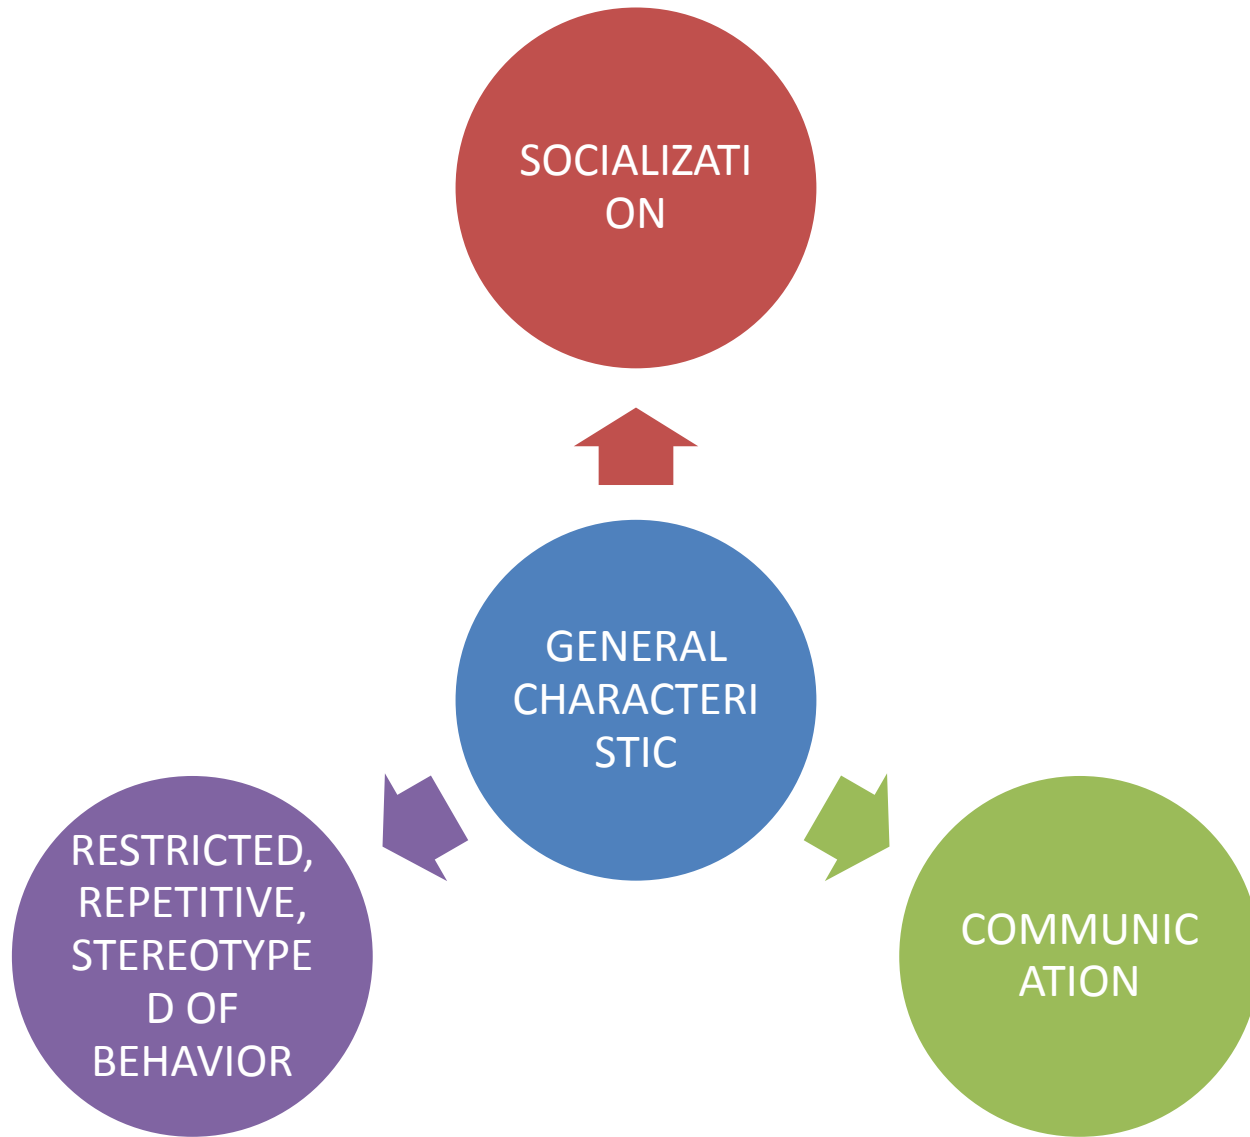 SOCIALIZATI
ON
GENERAL
CHARACTERI
STIC
RESTRICTED,
REPETITIVE,
STEREOTYPE
D OF
BEHAVIOR
COMMUNIC
ATION